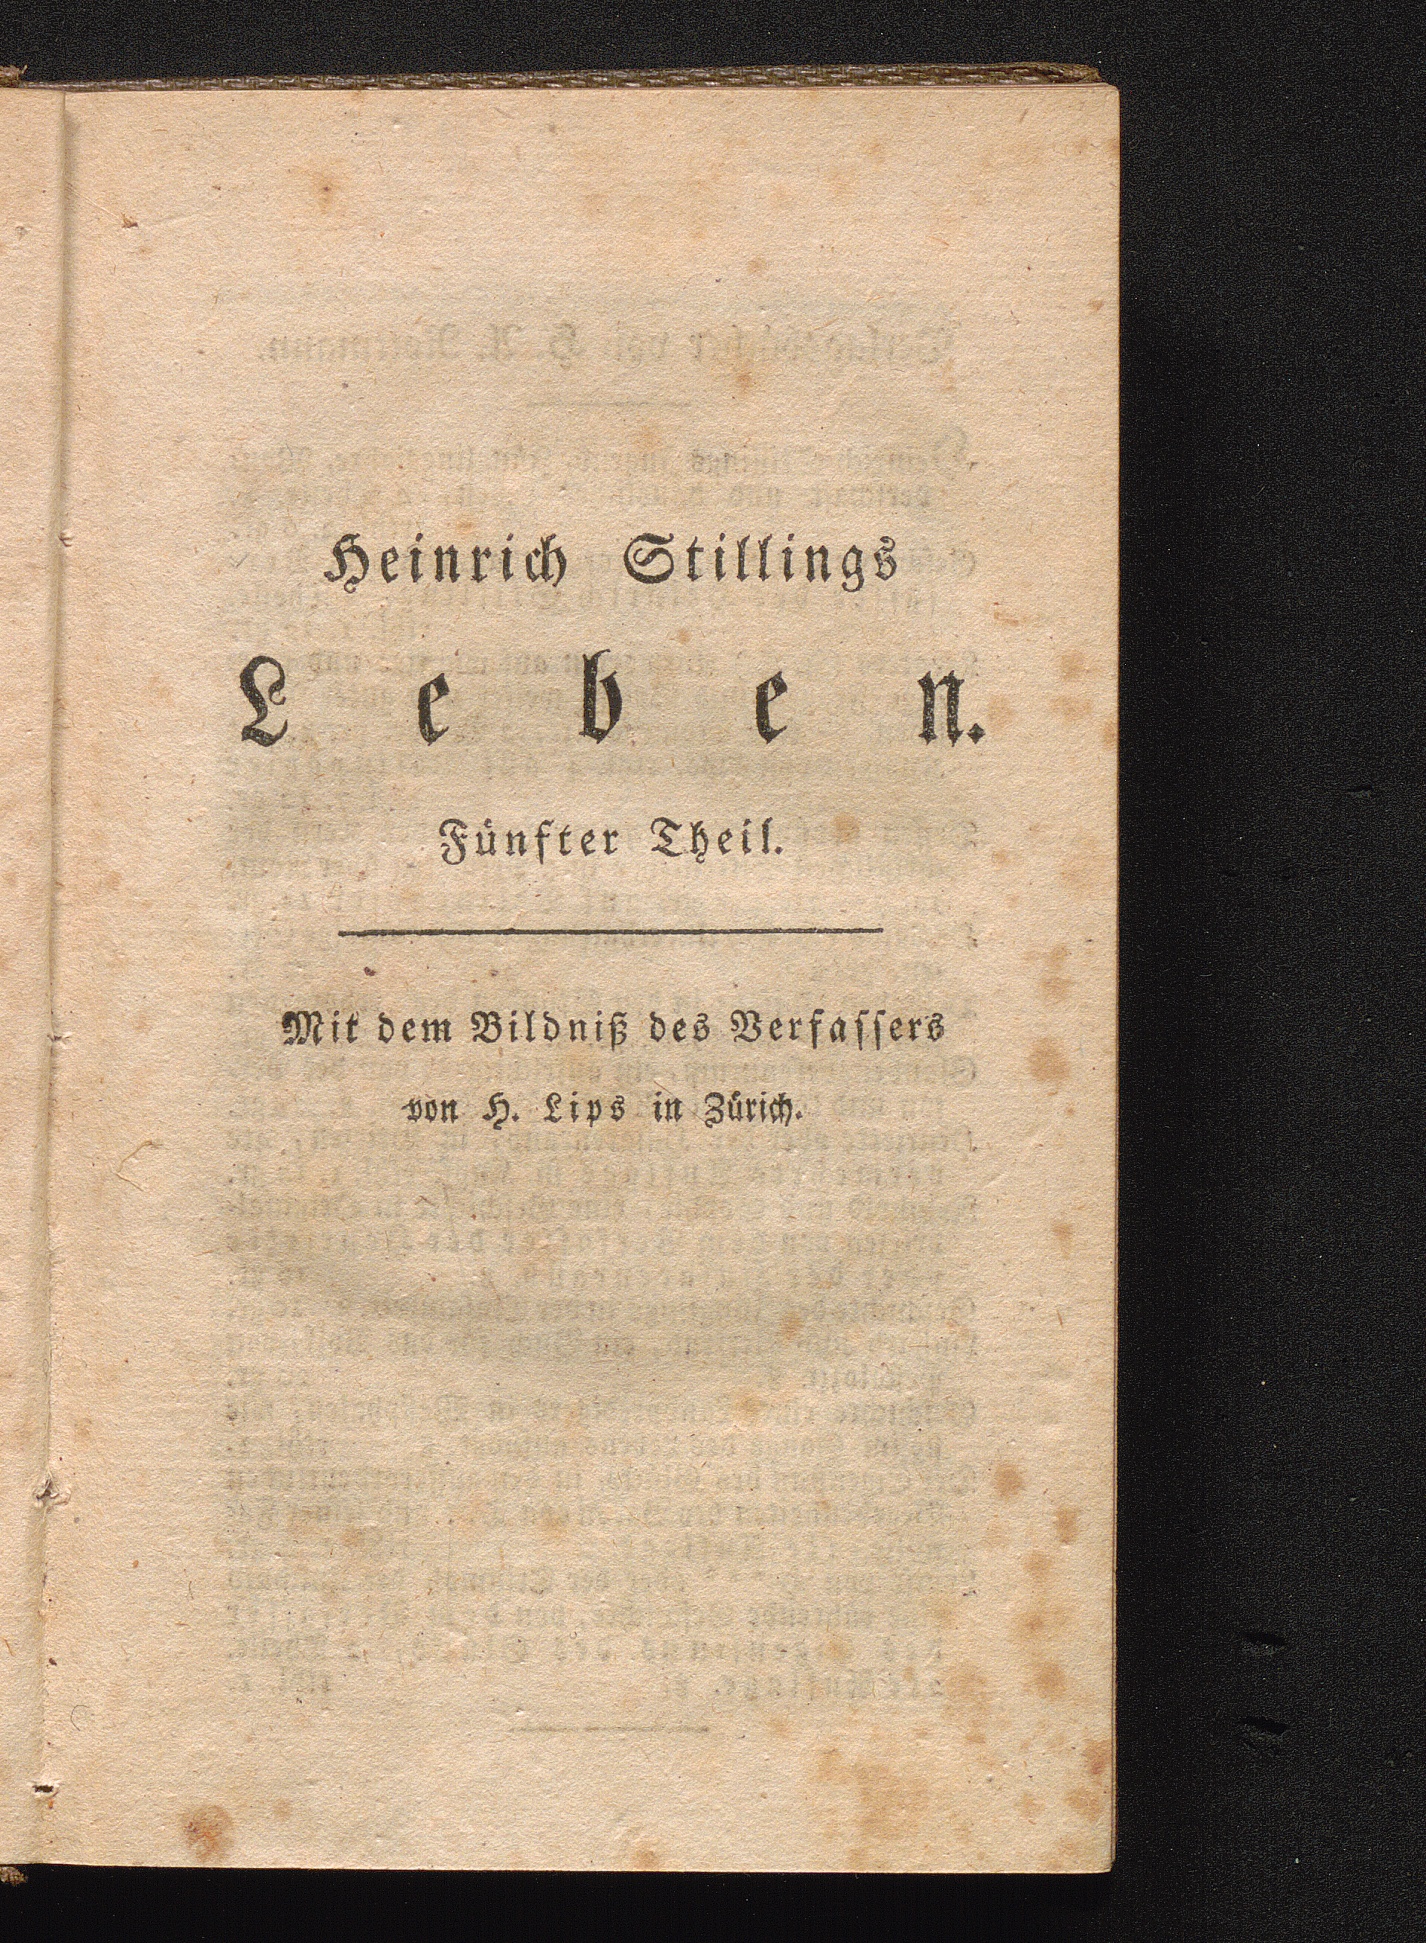 Heinrich Stillings
Leben.
Fünfter Theil.
Mit dem Bildniß des Verfassers
von H. Lips in Zürich.